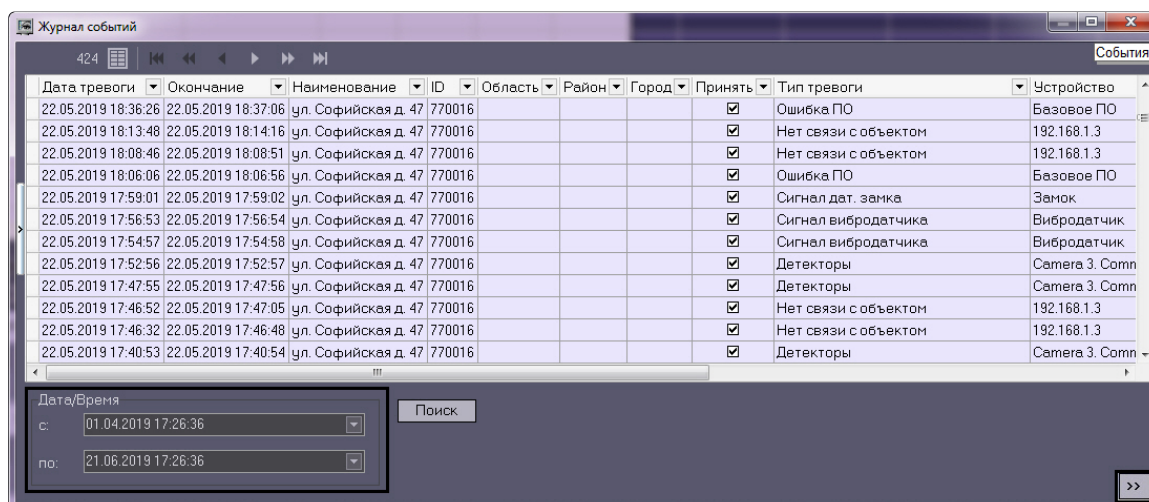 Журнал событий
424
События
Дата тревоги Окончание Наименование ID Область Район Город Принять Тип тревоги Устройство
22.05.2019 18:36:26 22.05.2019 18:37:06 ул. Софийская д. 47 770016 Ошибка ПО Базовое ПО
22.05.2019 18:13:48 22.05.2019 18:14:16 ул. Софийская д. 47 770016 Нет связи с объектом 192.168.1.3
22.05.2019 18:08:46 22.05.2019 18:08:51 ул. Софийская д. 47 770016 Нет связи с объектом 192.168.1.3
22.05.2019 18:06:06 22.05.2019 18:06:56 ул. Софийская д. 47 770016 Ошибка ПО Базовое ПО
22.05.2019 17:59:01 22.05.2019 17:59:02 ул. Софийская д. 47 770016 Сигнал дат. замка Замок
22.05.2019 17:56:53 22.05.2019 17:56:54 ул. Софийская д. 47 770016 Сигнал вибродатчика Вибродатчик
22.05.2019 17:54:57 22.05.2019 17:54:58 ул. Софийская д. 47 770016 Сигнал вибродатчика Вибродатчик
22.05.2019 17:52:56 22.05.2019 17:52:57 ул. Софийская д. 47 770016 Детекторы Camera 3. Comn
22.05.2019 17:47:55 22.05.2019 17:47:56 ул. Софийская д. 47 770016 Детекторы Camera 3. Comn
22.05.2019 17:46:52 22.05.2019 17:47:05 ул. Софийская д. 47 770016 Нет связи с объектом 192.168.1.3
22.05.2019 17:46:32 22.05.2019 17:46:48 ул. Софийская д. 47 770016 Нет связи с объектом 192.168.1.3
22.05.2019 17:40:53 22.05.2019 17:40:54 ул. Софийская д. 47 770016 Детекторы Camera 3. Comn
Дата/Время
с: 01.04.2019 17:26:36
Поиск
по: 21.06.2019 17:26:36
>>